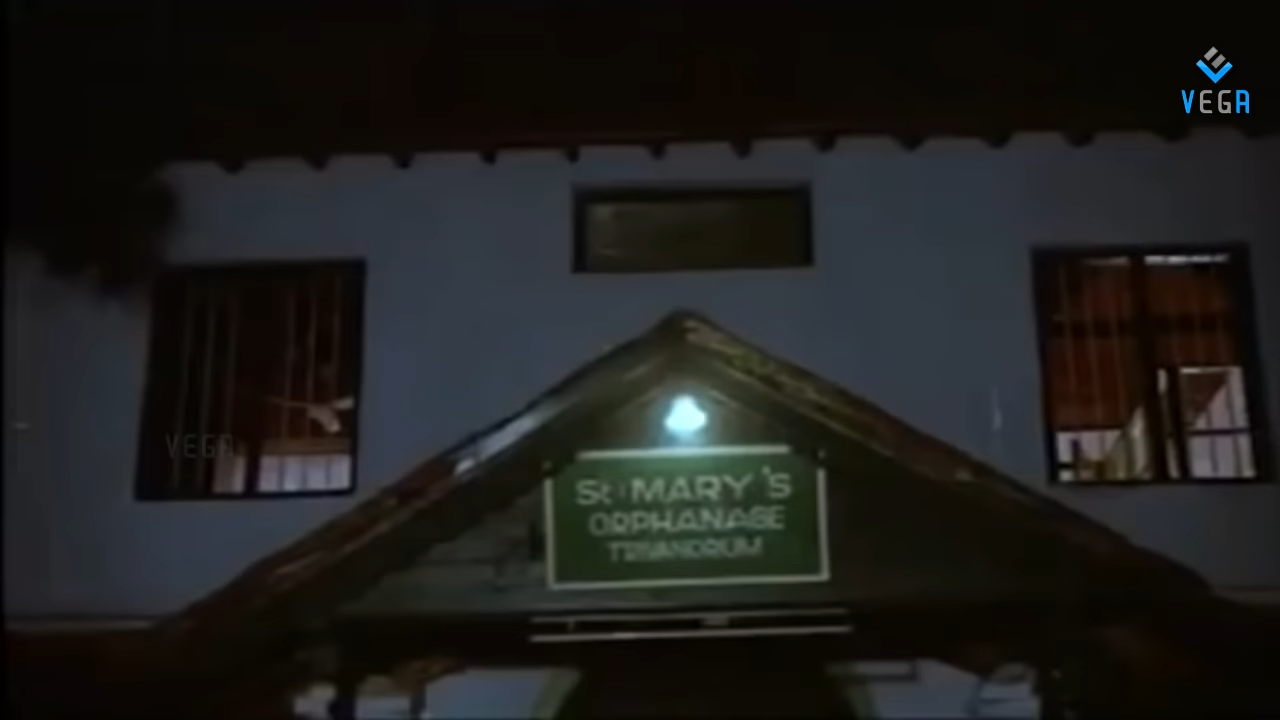 VEGA
VEGA
St. MARY'S
ORPHANAGE
TRIVANDRUM